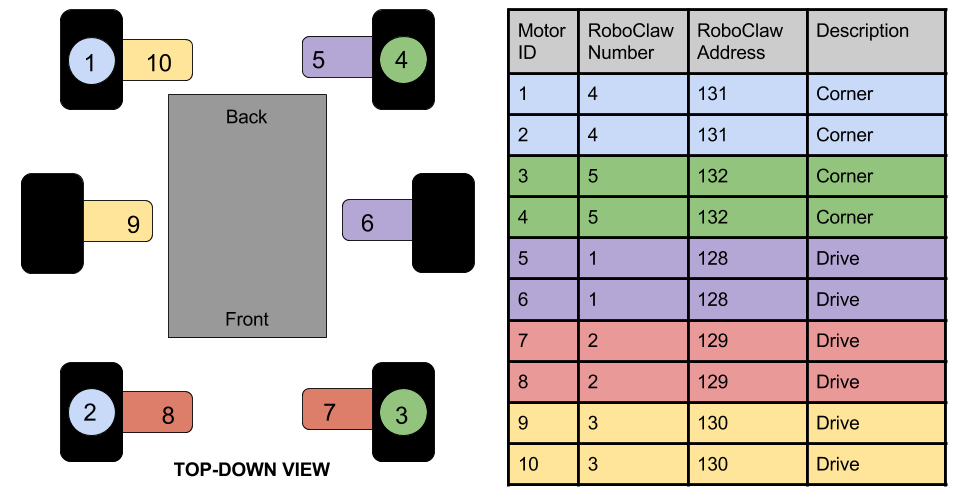 1 10 5 4
Back
9 6
Front
2 8 7 3
TOP-DOWN VIEW
Motor ID RoboClaw Number RoboClaw Address Description
1 4 131 Corner
2 4 131 Corner
3 5 132 Corner
4 5 132 Corner
5 1 128 Drive
6 1 128 Drive
7 2 129 Drive
8 2 129 Drive
9 3 130 Drive
10 3 130 Drive